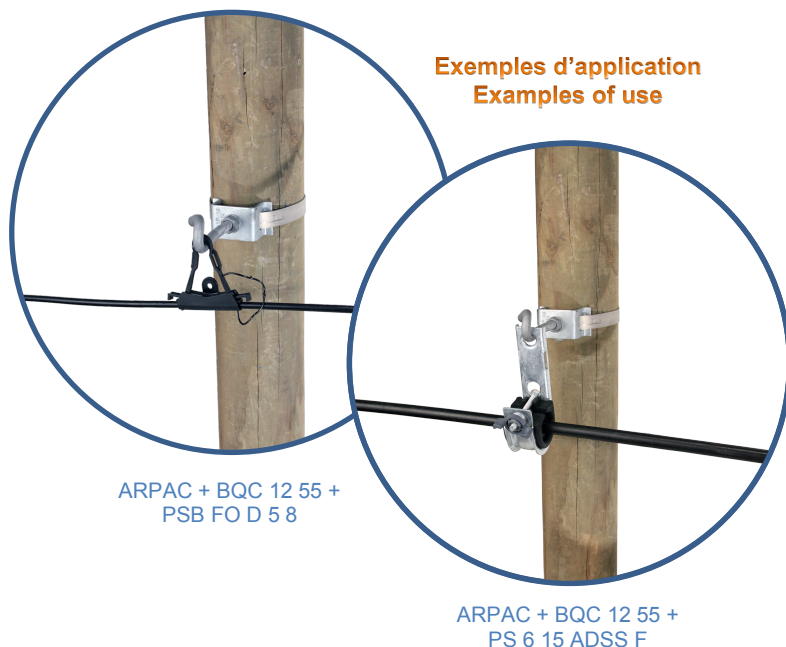 Exemples d'application
Examples of use
ARPAC + BQC 12 55 +
PSB FO D 5 8
ARPAC + BQC 12 55 +
PS 6 15 ADSS F